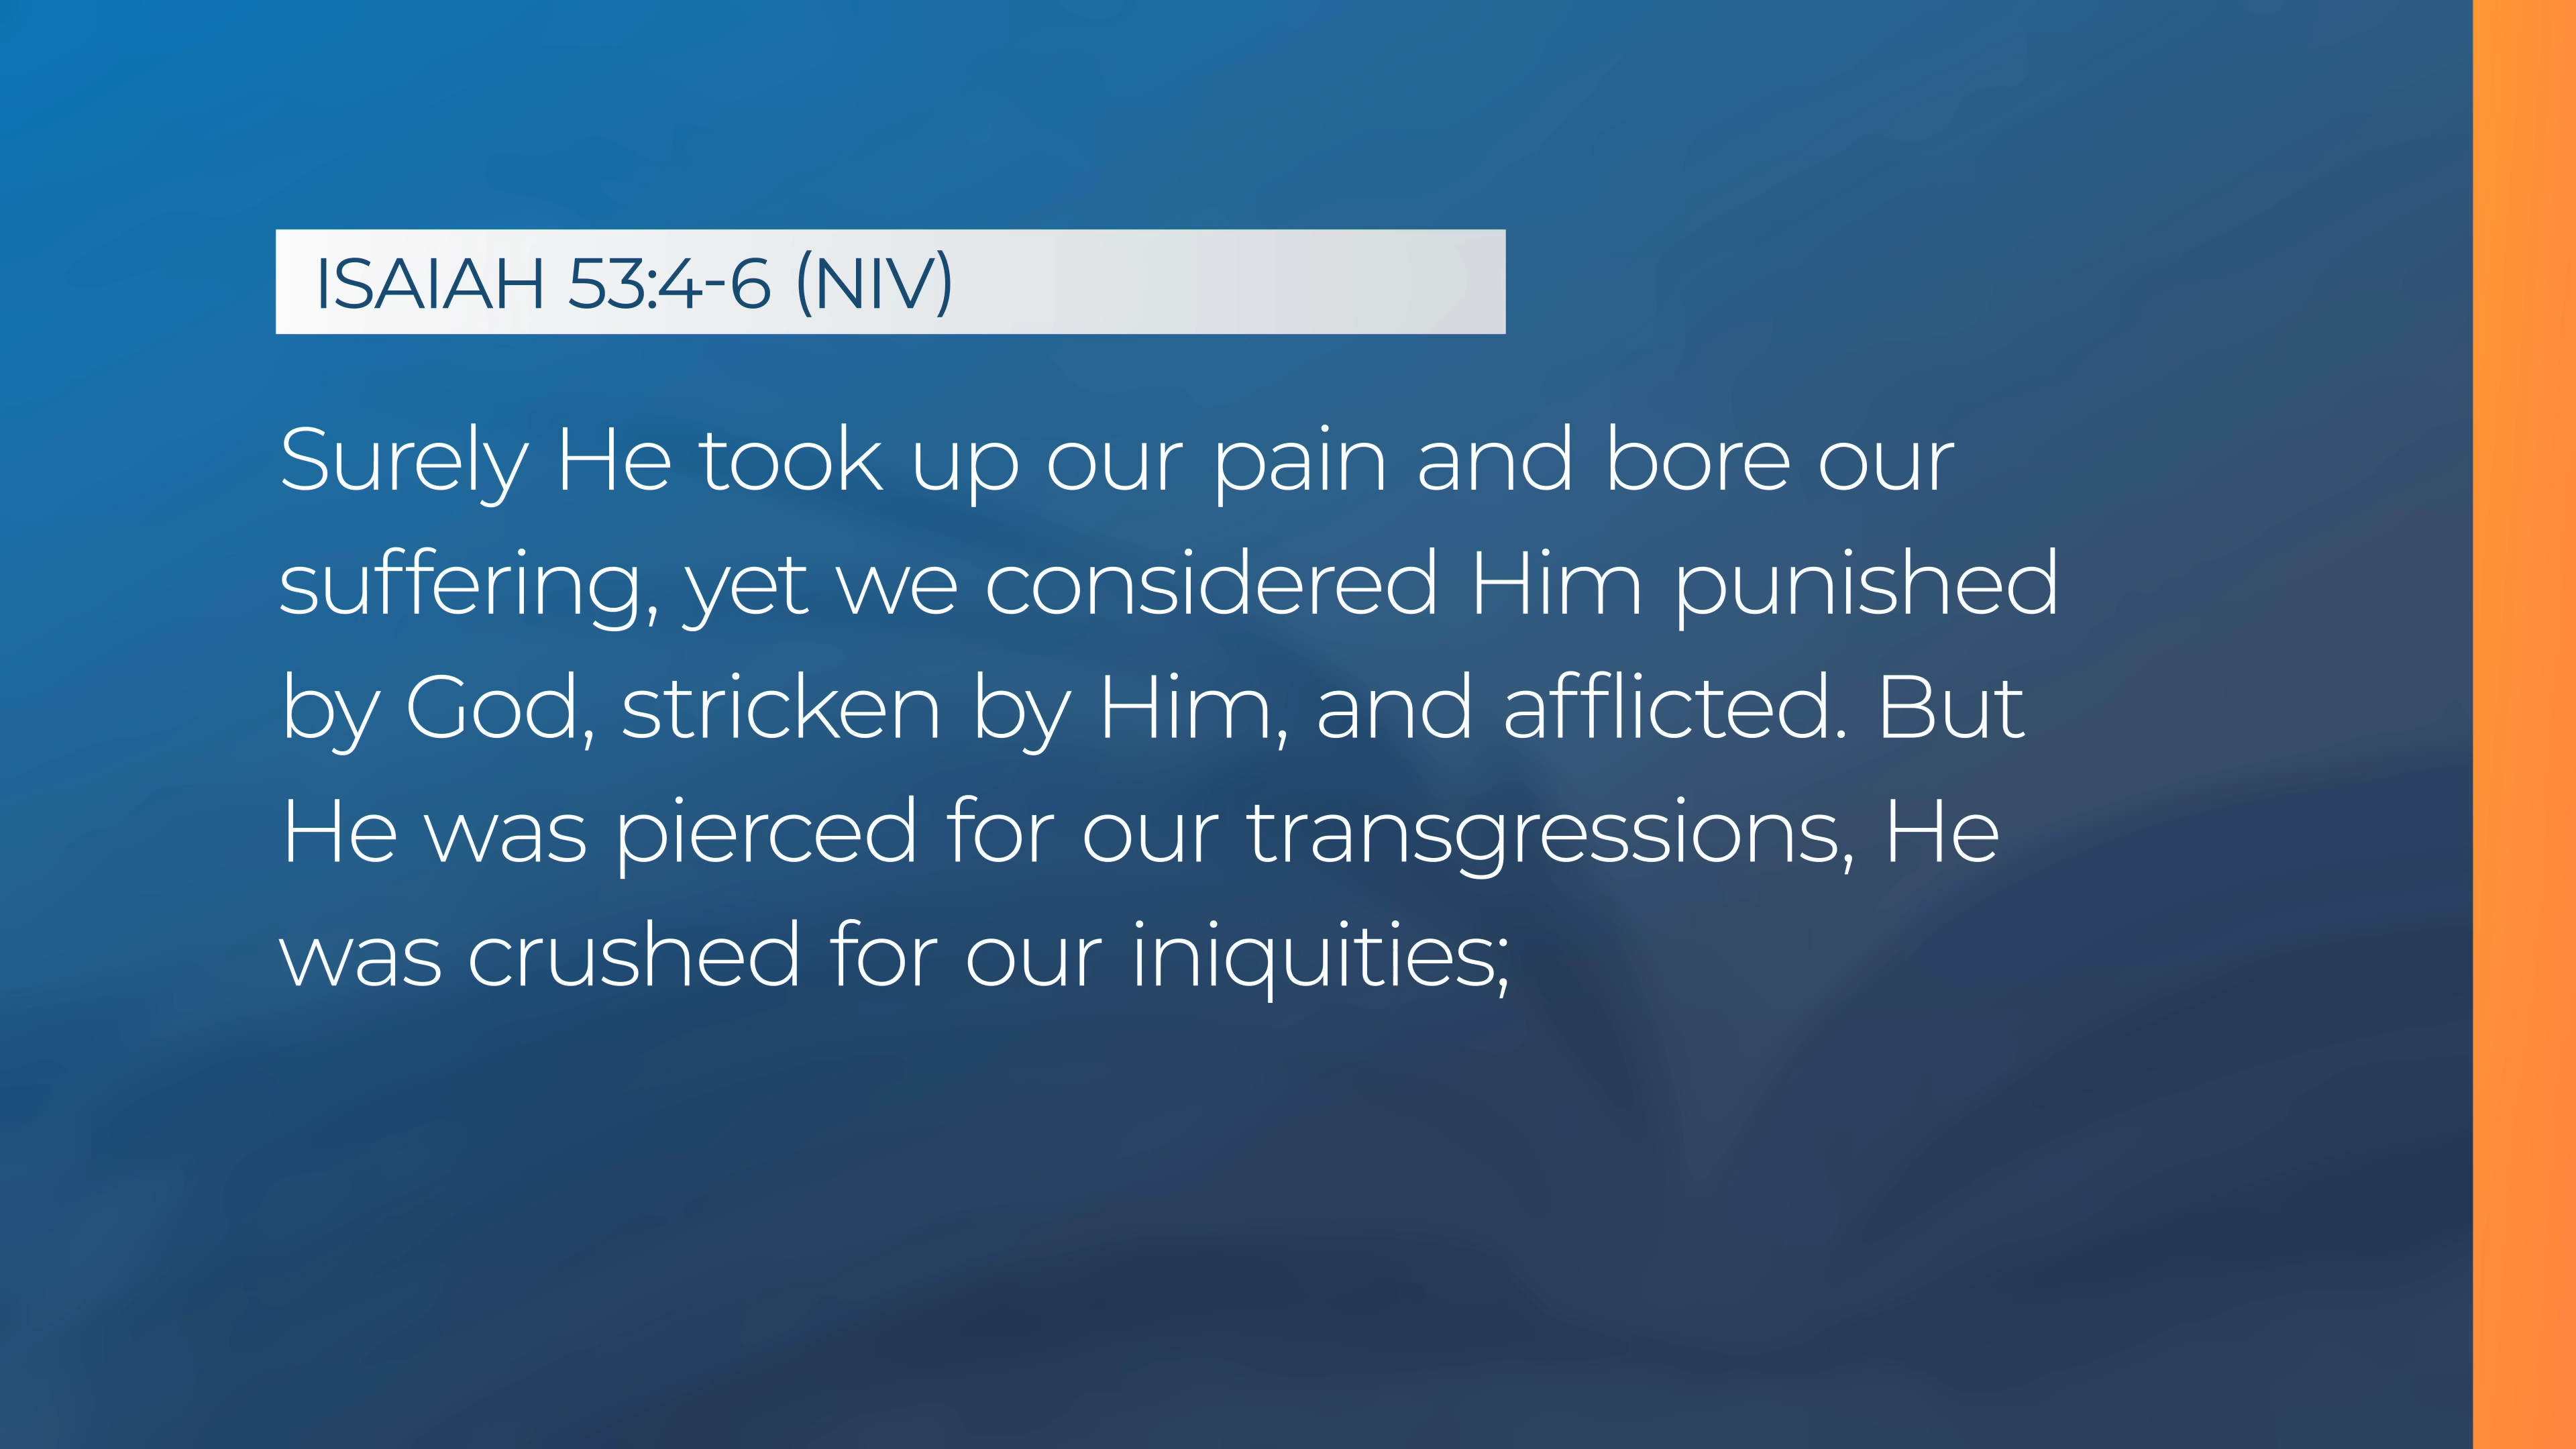 ISAIAH 53:4-6 (NIV)
Surely He took up our pain and bore our
suffering, yet we considered Him punished
by God, stricken by Him, and afflicted. But
He was pierced for our transgressions, He
was crushed for our iniquities;